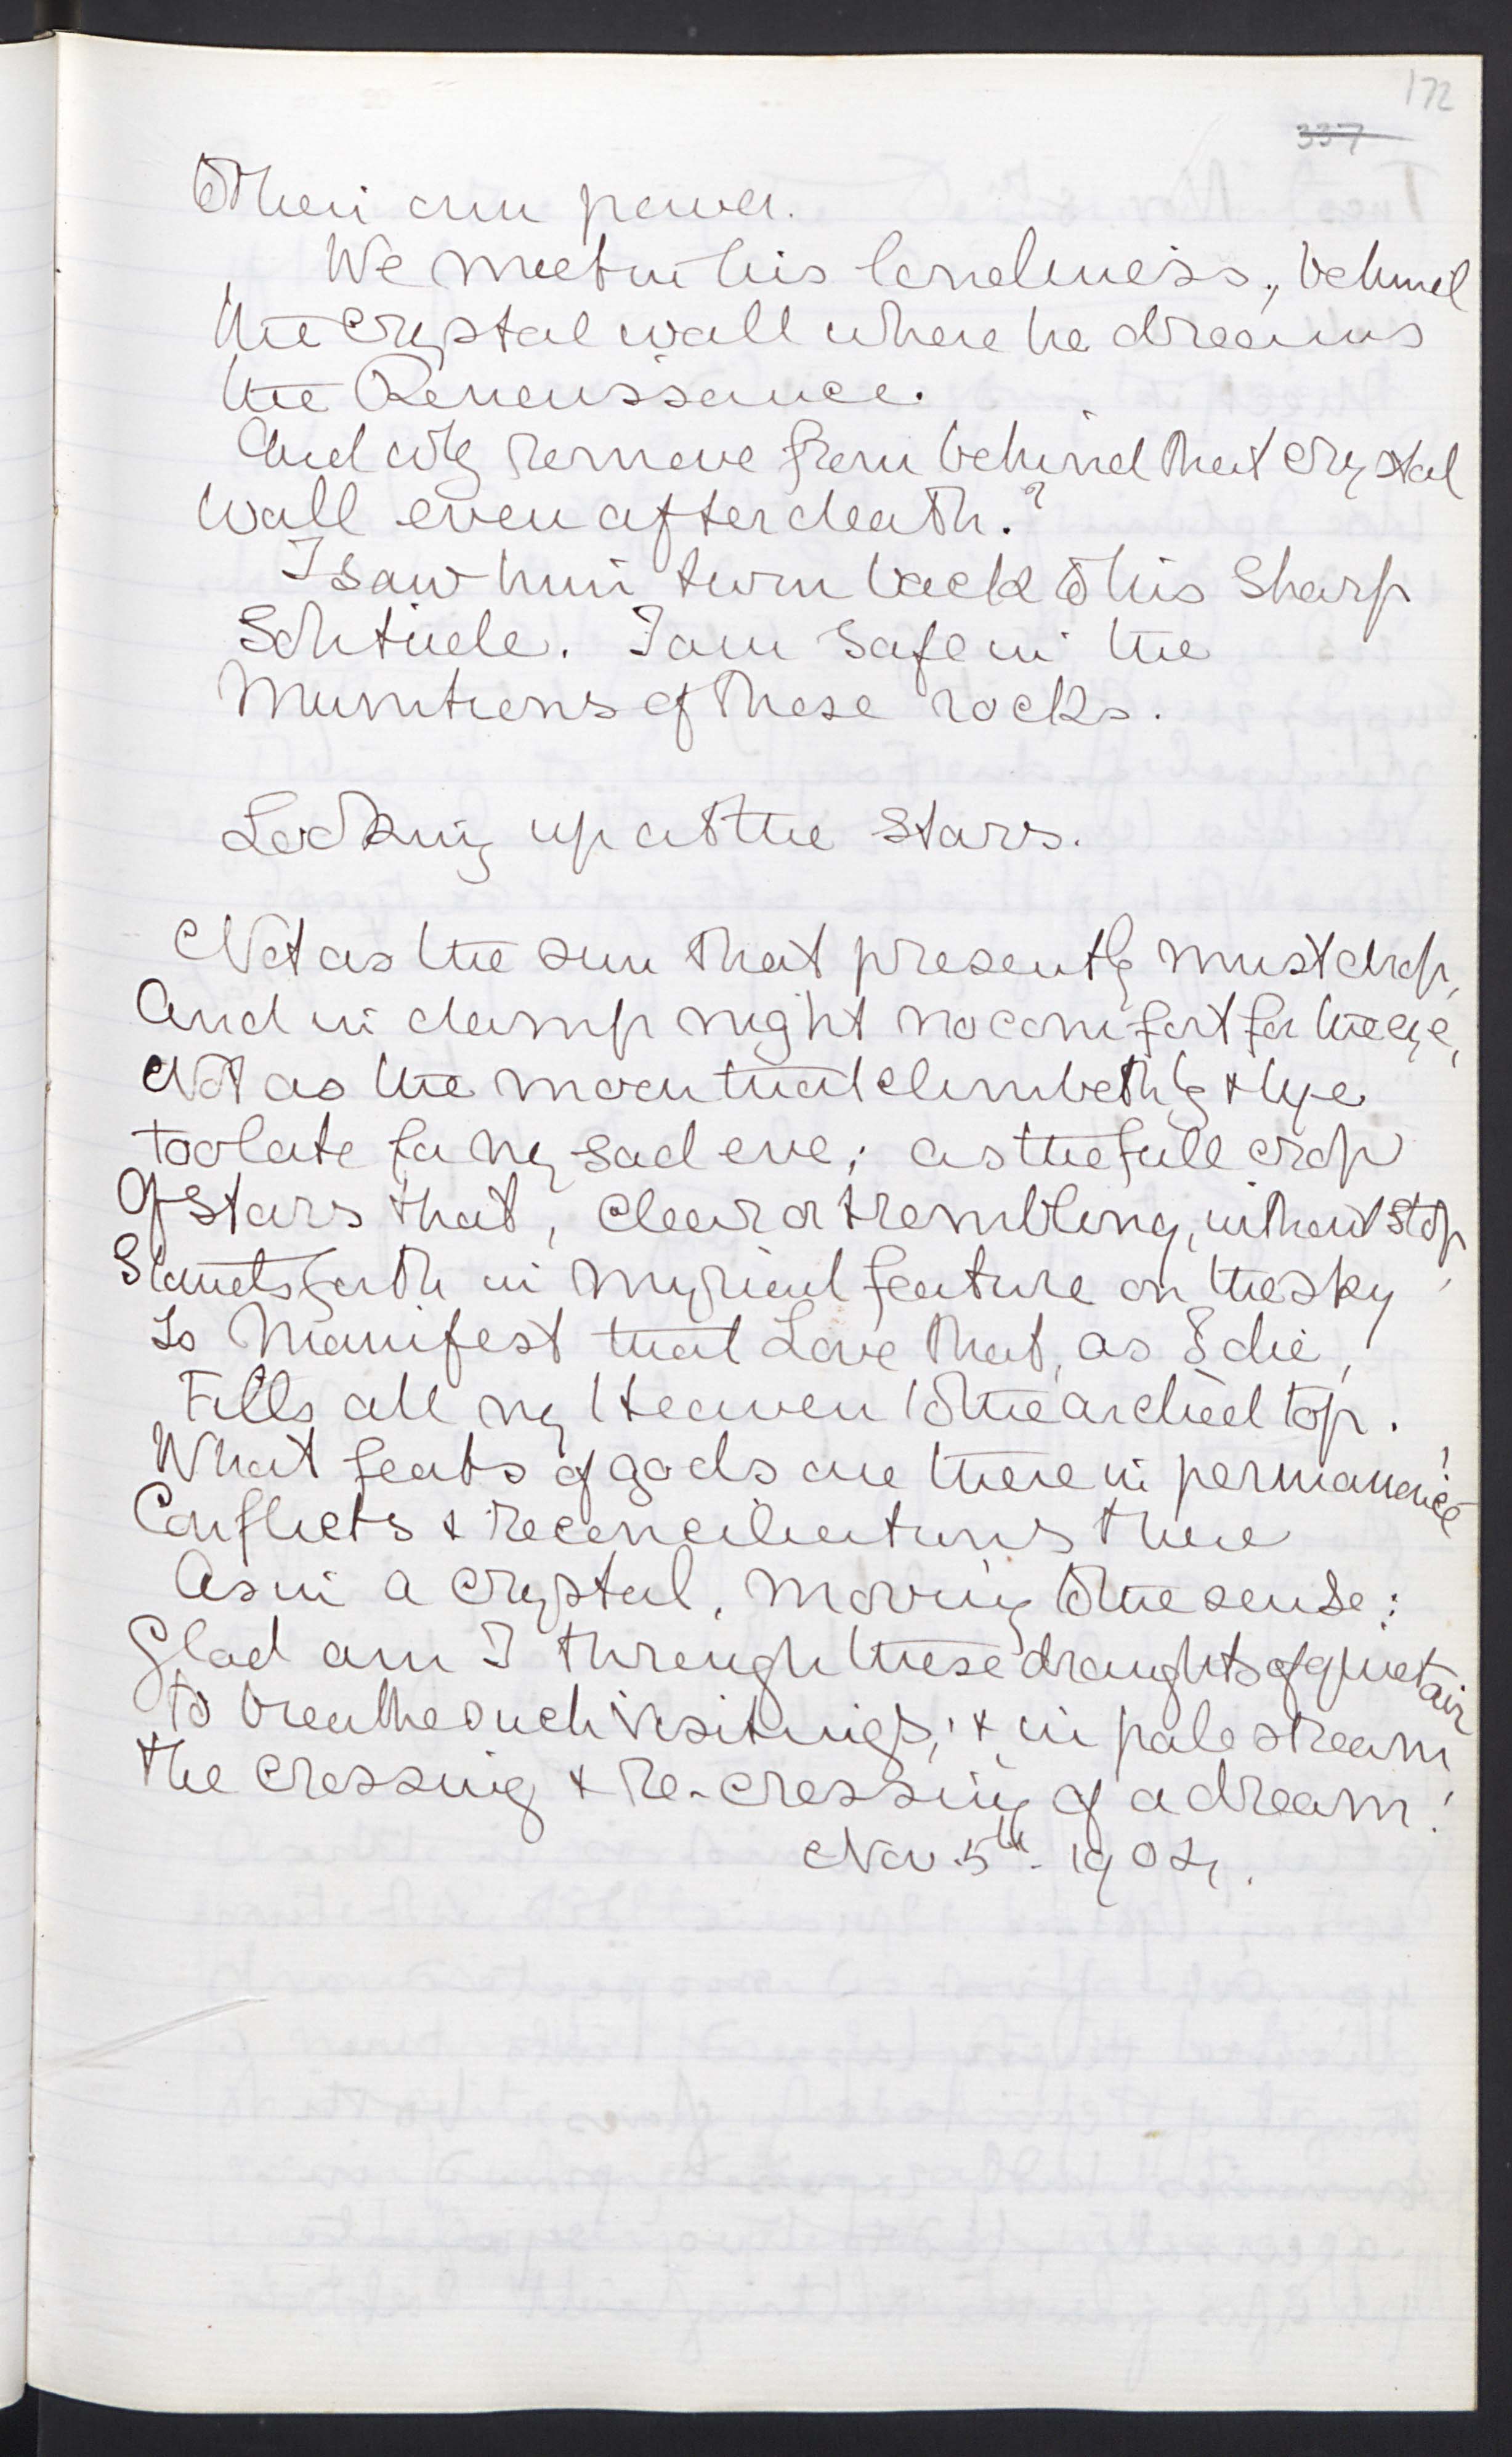 172
337
to their own power.
We meet in his loneliness, behind
the crystal wall where he dreams
the Renaissance.
And why remove from behind that crystal
wall even after death?
I saw him turn back to his sharp
Solitude. I am safe in the
Munitions of these rocks.
Looking up at the stars.
Not as the sun that presently must drop,
And in damp night no comfort for the eye,
Not as the moon that climbeth by & bye
too late for my sad eve; as the full crop
Of stars that, clear or trembling, without stop
Stands forth in myriad feature on the sky,
So Manifest that Love that, as I die,
Fills all my Heaven to the archèd top.
What feats of gods are there in permanence!
Conflicts & reconciliations there
As in a crystal, moving to the sense:
Glad am I through these draughts of quiet air
to breathe such visitings, & in pale stream
the crossing & re-crossing of a dream!
Nov. 5th. 1904.